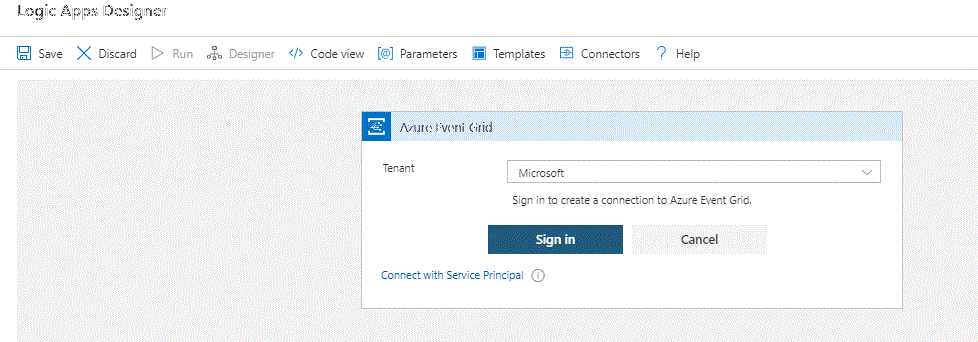 Logic Apps Designer
Save Discard Run Designer </> Code view [@] Parameters Templates Connectors ? Help
Azure Event Grid
Tenant Microsoft
Sign in to create a connection to Azure Event Grid.
Sign in Cancel
Connect with Service Principal